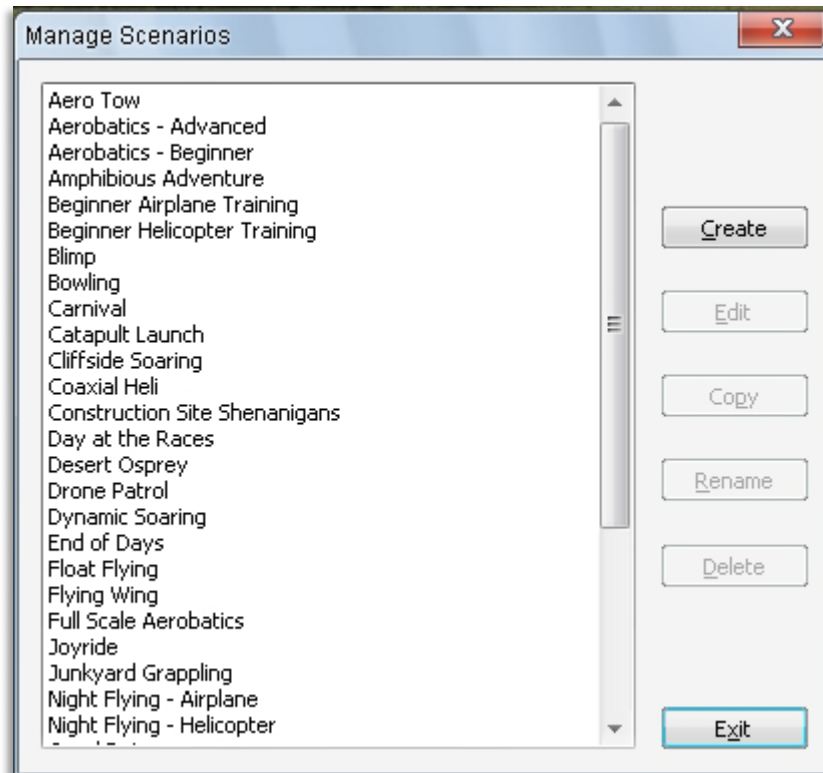 Manage Scenarios
Aero Tow
Aerobatics - Advanced
Aerobatics - Beginner
Amphibious Adventure
Beginner Airplane Training
Beginner Helicopter Training
Blimp
Bowling
Carnival
Catapult Launch
Cliffside Soaring
Coaxial Heli
Construction Site Shenanigans
Day at the Races
Desert Osprey
Drone Patrol
Dynamic Soaring
End of Days
Float Flying
Flying Wing
Full Scale Aerobatics
Joyride
Junkyard Grappling
Night Flying - Airplane
Night Flying - Helicopter
Create
Edit
Copy
Rename
Delete
Exit